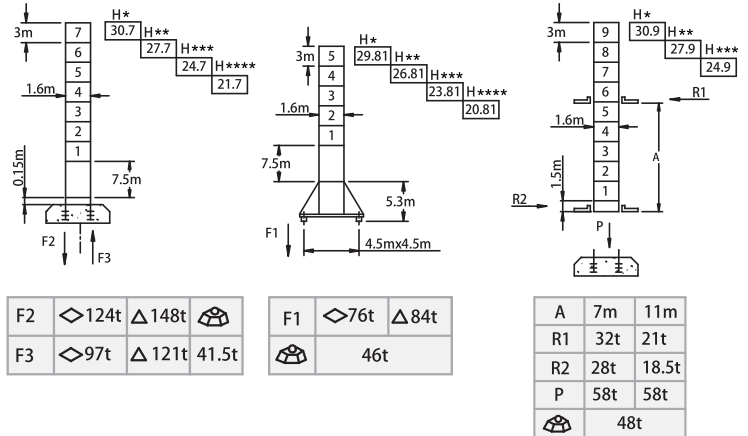 3m
7
6
5
4
3
2
1
1.6m
0.15m
7.5m
F2
F3
H*
30.7
H**
27.7
H***
24.7
H****
21.7
3m
5
4
3
2
1
1.6m
7.5m
5.3m
F1
4.5mx4.5m
H*
29.81
H**
26.81
H***
23.81
H****
20.81
3m
9
8
7
6
5
4
3
2
1
1.6m
1.5m
R1
A
R2
P
H*
30.9
H**
27.9
H***
24.9
F2 124t 148t
F3 97t 121t 41.5t
F1 76t 84t
46t
A 7m 11m
R1 32t 21t
R2 28t 18.5t
P 58t 58t
48t